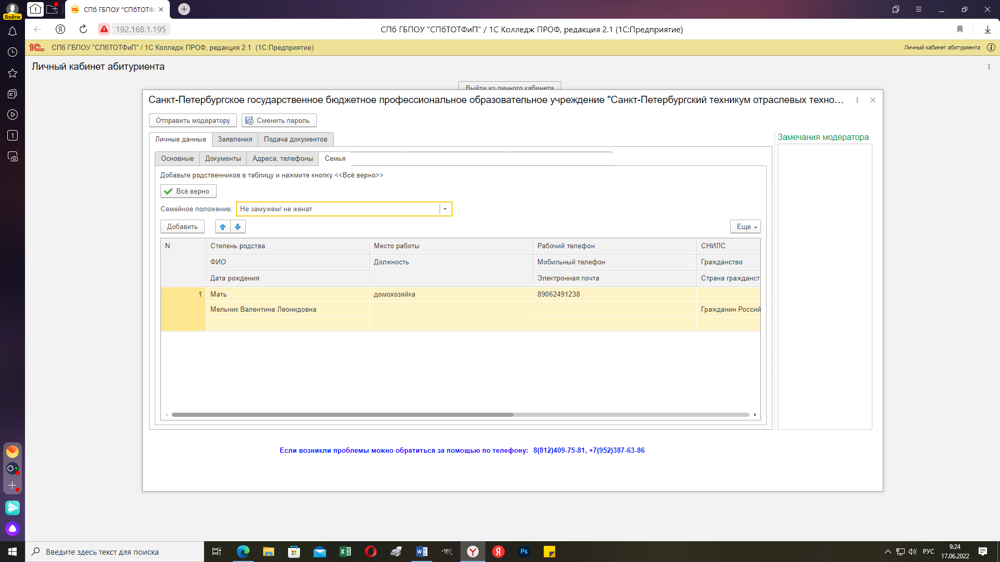 Войти
1
СПб ГБПОУ "СПбТОТФи
192.168.1.195
СПб ГБПОУ "СПбТОТФиП" / 1С Колледж ПРОФ, редакция 2.1 (1С:Предприятие)
СПб ГБПОУ "СПбТОТФиП" / 1С Колледж ПРОФ, редакция 2.1 (1С:Предприятие)
Личный кабинет абитуриента
Личный кабинет абитуриента
Выйти из личного кабинета
Санкт-Петербургское государственное бюджетное профессиональное образовательное учреждение "Санкт-Петербургский техникум отраслевых техно...
Отправить модератору
Сменить пароль
Личные данные
Заявления
Подача документов
Замечания модератора
Основные
Документы
Адреса, телефоны
Семья
Добавьте родственников в таблицу и нажмите кнопку <<Всё верно>>
Всё верно
Семейное положение:
Не замужем/ не женат
Добавить
Еще
N
Степень родства
Место работы
Рабочий телефон
СНИЛС
ФИО
Должность
Мобильный телефон
Гражданство
Дата рождения
Электронная почта
Страна гражданст
1
Мать
домохозяйка
89062491238
Мельник Валентина Леонидовна
Гражданин Россий
Если возникли проблемы можно обратиться за помощью по телефону: 8(812)409-75-81, +7(952)387-63-86
1
Введите здесь текст для поиска
Ps
РУС
9:24
17.06.2022